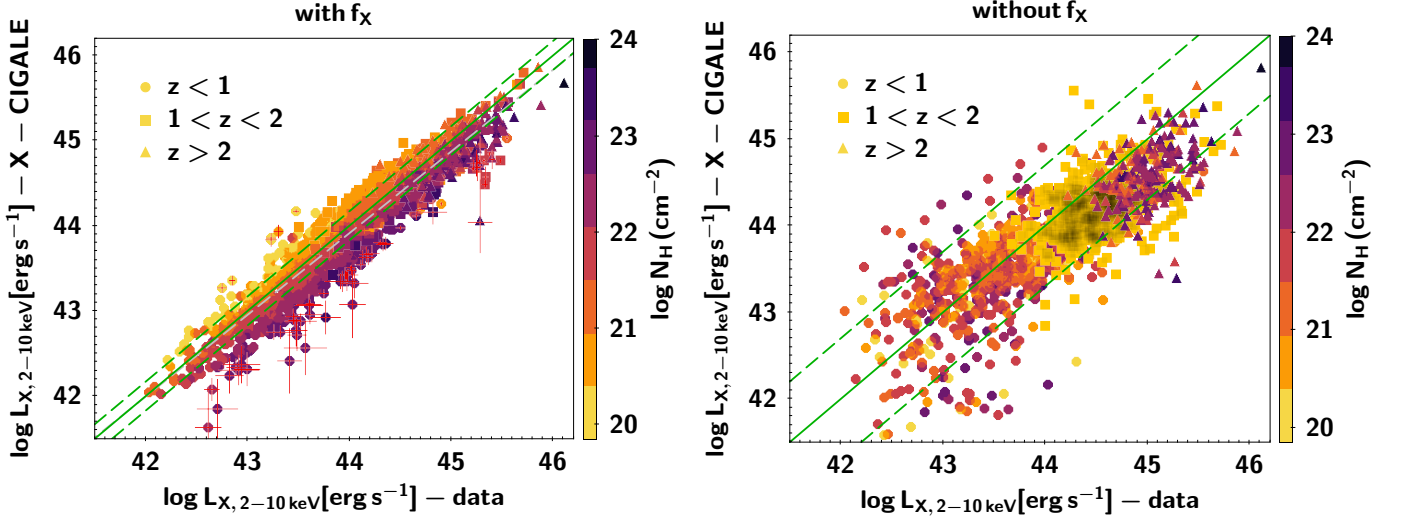 with f_X
log L_X, 2−10 keV[erg s^−1] − X − CIGALE
46
45
44
43
42
z < 1
1 < z < 2
z > 2
42 43 44 45 46
log L_X, 2−10 keV[erg s^−1] − data
24
23
22
21
20
log N_H (cm^−2)
without f_X
log L_X, 2−10 keV[erg s^−1] − X − CIGALE
46
45
44
43
42
z < 1
1 < z < 2
z > 2
42 43 44 45 46
log L_X, 2−10 keV[erg s^−1] − data
24
23
22
21
20
log N_H (cm^−2)